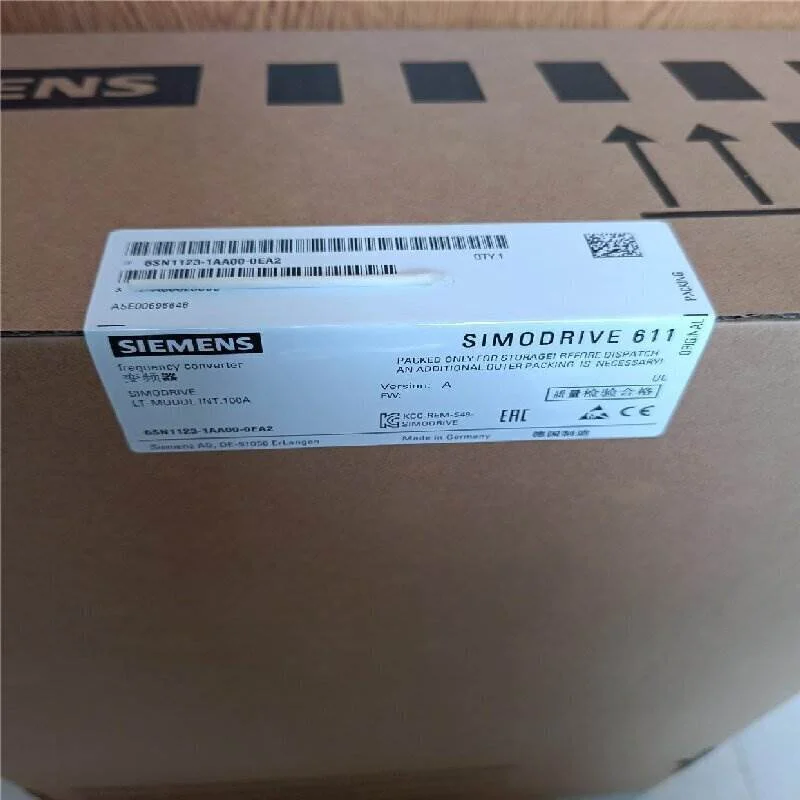 ENS
6SN1123-1AA00-0EA2
QTY.1
A5E00696848
ORIGINAL PACKING
SIEMENS
SIMODRIVE 611
frequency converter
变频器
PACKED ONLY FOR STORAGE! BEFORE DISPATCH
AN ADDITIONAL OUTER PACKING IS NECESSARY!
SIMODRIVE
LT-MODUL INT.100A
Version: A
FW:
质量检验合格
6SN1123-1AA00-0EA2
KCC-REM-S49-
SIMODRIVE
EAC
CE
Siemens AG, DE-91050 Erlangen
Made in Germany
德国制造